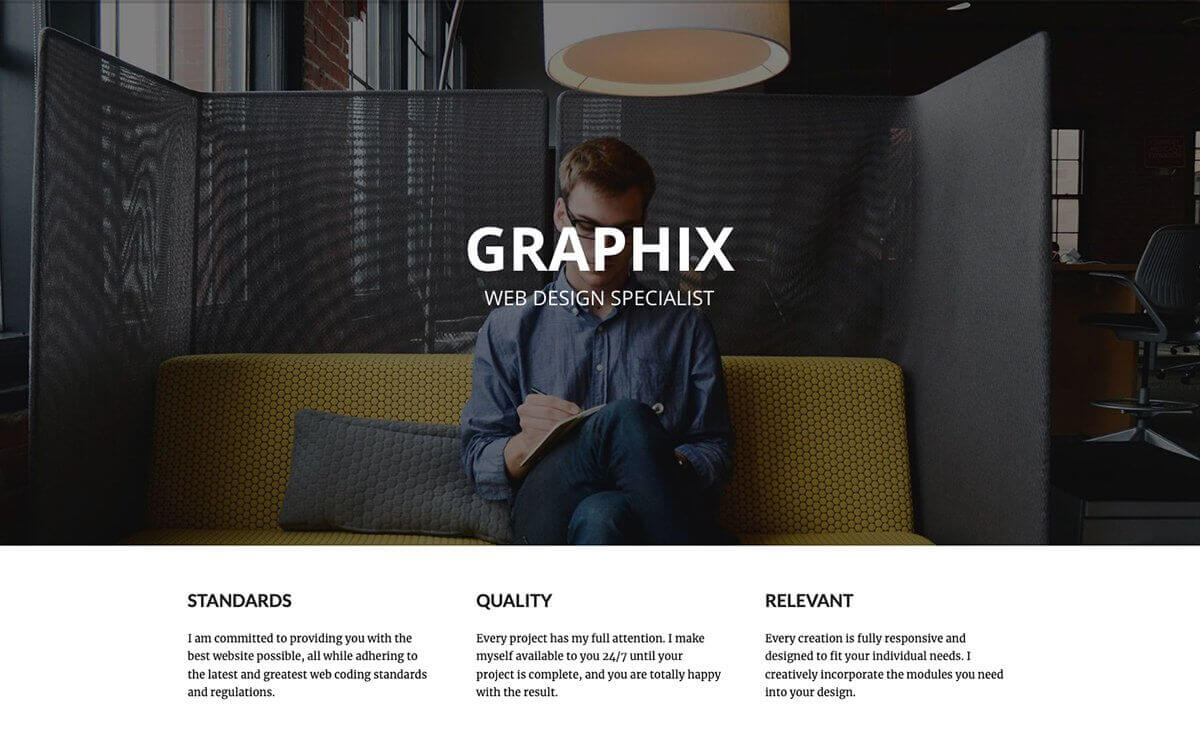 GRAPHIX
WEB DESIGN SPECIALIST
STANDARDS
I am committed to providing you with the
best website possible, all while adhering to
the latest and greatest web coding standards
and regulations.
QUALITY
Every project has my full attention. I make
myself available to you 24/7 until your
project is complete, and you are totally happy
with the result.
RELEVANT
Every creation is fully responsive and
designed to fit your individual needs. I
creatively incorporate the modules you need
into your design.